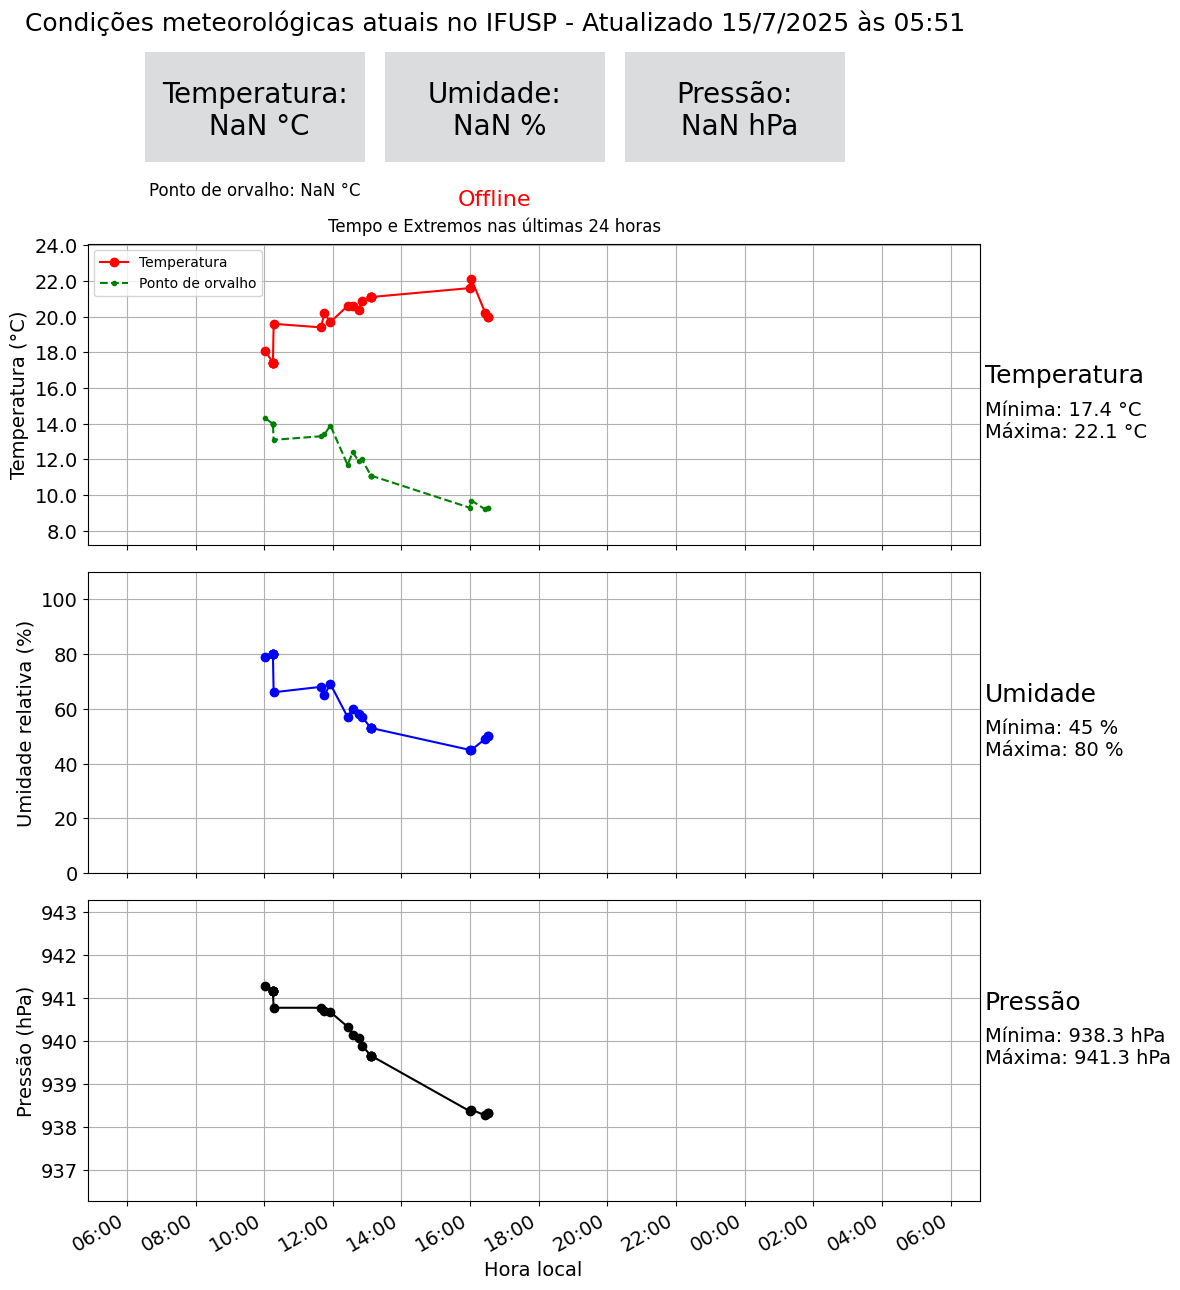 Condições meteorológicas atuais no IFUSP - Atualizado 15/7/2025 às 05:51
Temperatura:
NaN °C
Umidade:
NaN %
Pressão:
NaN hPa
Ponto de orvalho: NaN °C
Offline
Tempo e Extremos nas últimas 24 horas
Temperatura
Ponto de orvalho
Temperatura (°C)
24.0
22.0
20.0
18.0
16.0
14.0
12.0
10.0
8.0
Temperatura
Mínima: 17.4 °C
Máxima: 22.1 °C
Umidade relativa (%)
100
80
60
40
20
0
Umidade
Mínima: 45 %
Máxima: 80 %
Pressão (hPa)
943
942
941
940
939
938
937
Pressão
Mínima: 938.3 hPa
Máxima: 941.3 hPa
06:00 08:00 10:00 12:00 14:00 16:00 18:00 20:00 22:00 00:00 02:00 04:00 06:00
Hora local